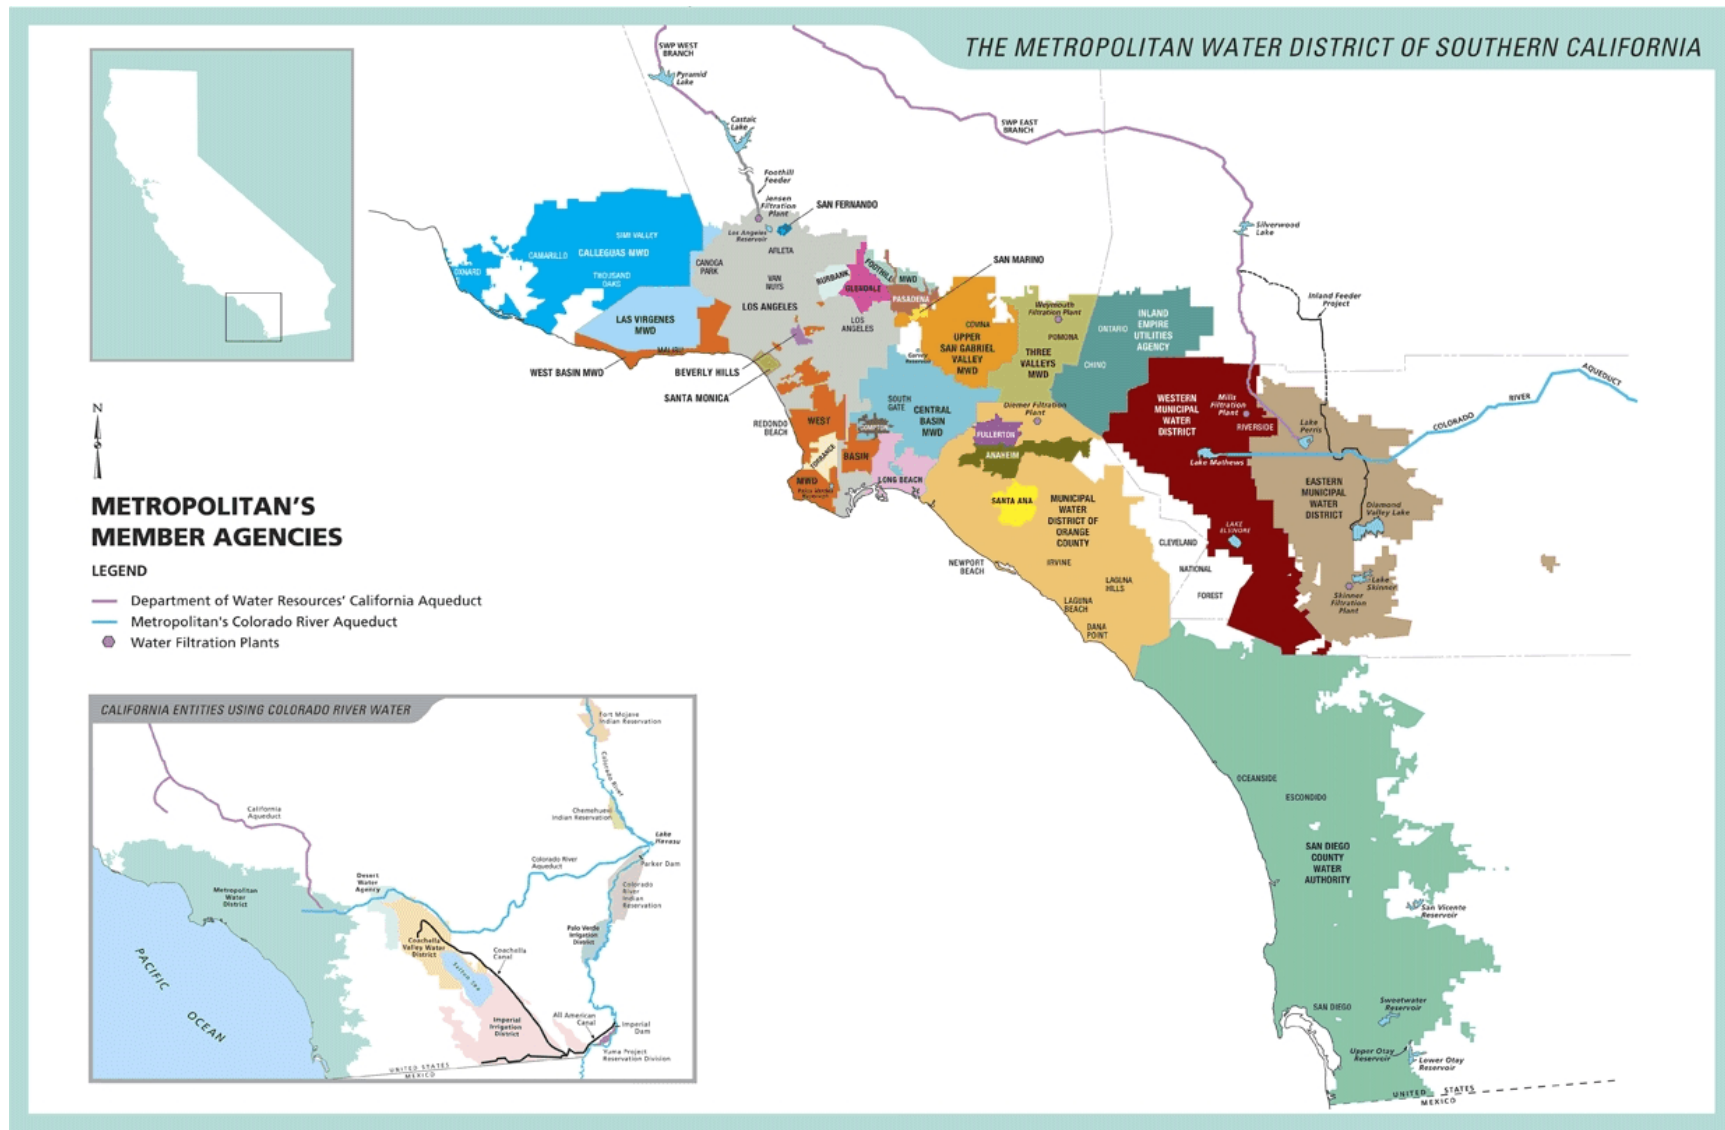 THE METROPOLITAN WATER DISTRICT OF SOUTHERN CALIFORNIA
SWP WEST
BRANCH
Pyramid
Lake
Castaic
Lake
SWP EAST
BRANCH
Foothill
Feeder
Jensen
Filtration
Plant
SAN FERNANDO
Los Angeles
Reservoir
Silverwood
Lake
Inland Feeder
Project
SIMI VALLEY
CAMARILLO
CALLEGUAS MWD
OXNARD
THOUSAND
OAKS
ARLETA
CANOGA
PARK
VAN
NUYS
BURBANK
FOOTHILL
MWD
GLENDALE
PASADENA
SAN MARINO
LOS ANGELES
LOS
ANGELES
LAS VIRGENES
MWD
MALIBU
WEST BASIN MWD
BEVERLY HILLS
SANTA MONICA
Garvey
Reservoir
COVINA
UPPER
SAN GABRIEL
VALLEY
MWD
Weymouth
Filtration Plant
POMONA
THREE
VALLEYS
MWD
ONTARIO
INLAND
EMPIRE
UTILITIES
AGENCY
CHINO
SOUTH
GATE
CENTRAL
BASIN
MWD
Diemer Filtration
Plant
REDONDO
BEACH
WEST
COMPTON
TORRANCE
BASIN
MWD
Palos Verdes
Reservoir
LONG BEACH
FULLERTON
ANAHEIM
SANTA ANA
MUNICIPAL
WATER
DISTRICT OF
ORANGE
COUNTY
NEWPORT
BEACH
IRVINE
LAGUNA
HILLS
LAGUNA
BEACH
DANA
POINT
WESTERN
MUNICIPAL
WATER
DISTRICT
Mills
Filtration
Plant
RIVERSIDE
Lake
Perris
Lake Mathews
COLORADO
RIVER
AQUEDUCT
EASTERN
MUNICIPAL
WATER
DISTRICT
Diamond
Valley Lake
LAKE
ELSINORE
CLEVELAND
NATIONAL
FOREST
Lake
Skinner
Skinner
Filtration
Plant
OCEANSIDE
ESCONDIDO
SAN DIEGO
COUNTY
WATER
AUTHORITY
San Vicente
Reservoir
SAN DIEGO
Sweetwater
Reservoir
Upper Otay
Reservoir
Lower Otay
Reservoir
UNITED STATES
MEXICO
N
METROPOLITAN'S
MEMBER AGENCIES
LEGEND
Department of Water Resources' California Aqueduct
Metropolitan's Colorado River Aqueduct
Water Filtration Plants
CALIFORNIA ENTITIES USING COLORADO RIVER WATER
Fort Mojave
Indian Reservation
Colorado River
California
Aqueduct
Chemehuevi
Indian Reservation
Lake
Havasu
Parker Dam
Colorado River
Aqueduct
Colorado
River
Indian
Reservation
Desert
Water
Agency
Metropolitan
Water
District
Palo Verde
Irrigation
District
Coachella
Valley Water
District
Coachella
Canal
Salton Sea
Imperial
Irrigation
District
All American
Canal
Imperial
Dam
Yuma Project
Reservation Division
PACIFIC
OCEAN
UNITED STATES
MEXICO